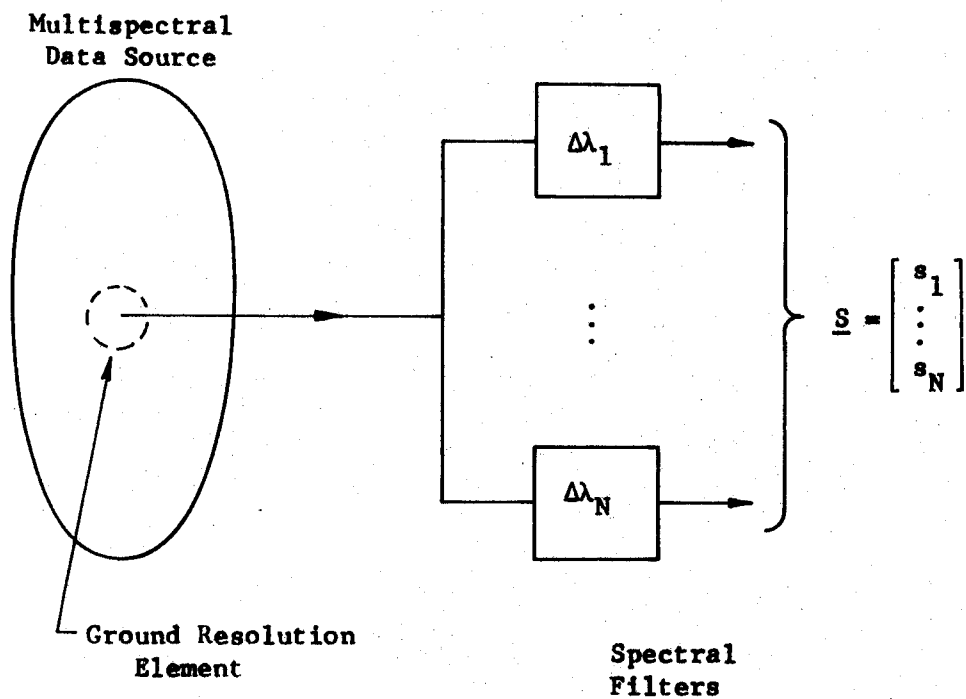 Multispectral
Data Source
Δλ1
S = [ s1
⋮
sN ]
ΔλN
Ground Resolution
Element
Spectral
Filters